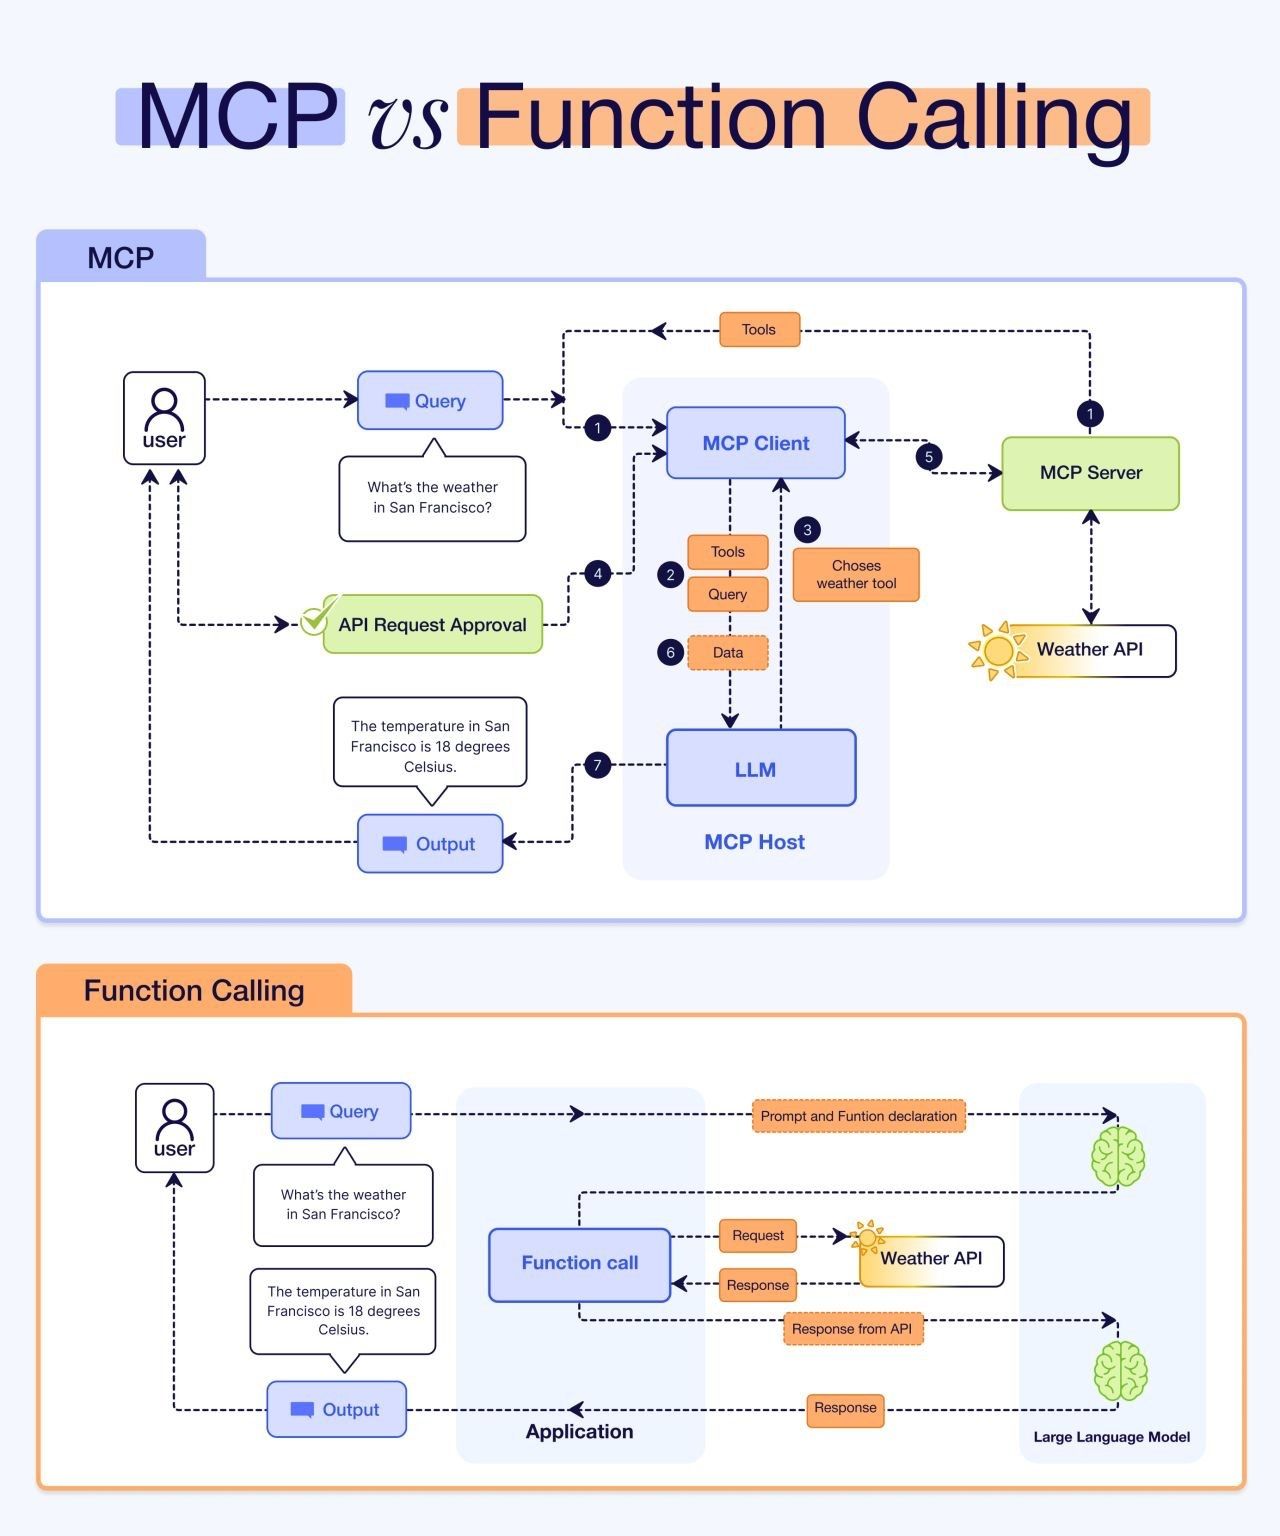 MCP vs Function Calling
MCP
Tools
user
Query
1
1
MCP Client
5
MCP Server
What's the weather
in San Francisco?
3
Tools
2
Choses
weather tool
Query
4
API Request Approval
6
Data
Weather API
The temperature in San
Francisco is 18 degrees
Celsius.
7
LLM
Output
MCP Host
Function Calling
user
Query
Prompt and Funtion declaration
What's the weather
in San Francisco?
Function call
Request
Weather API
Response
The temperature in San
Francisco is 18 degrees
Celsius.
Response from API
Output
Response
Application
Large Language Model